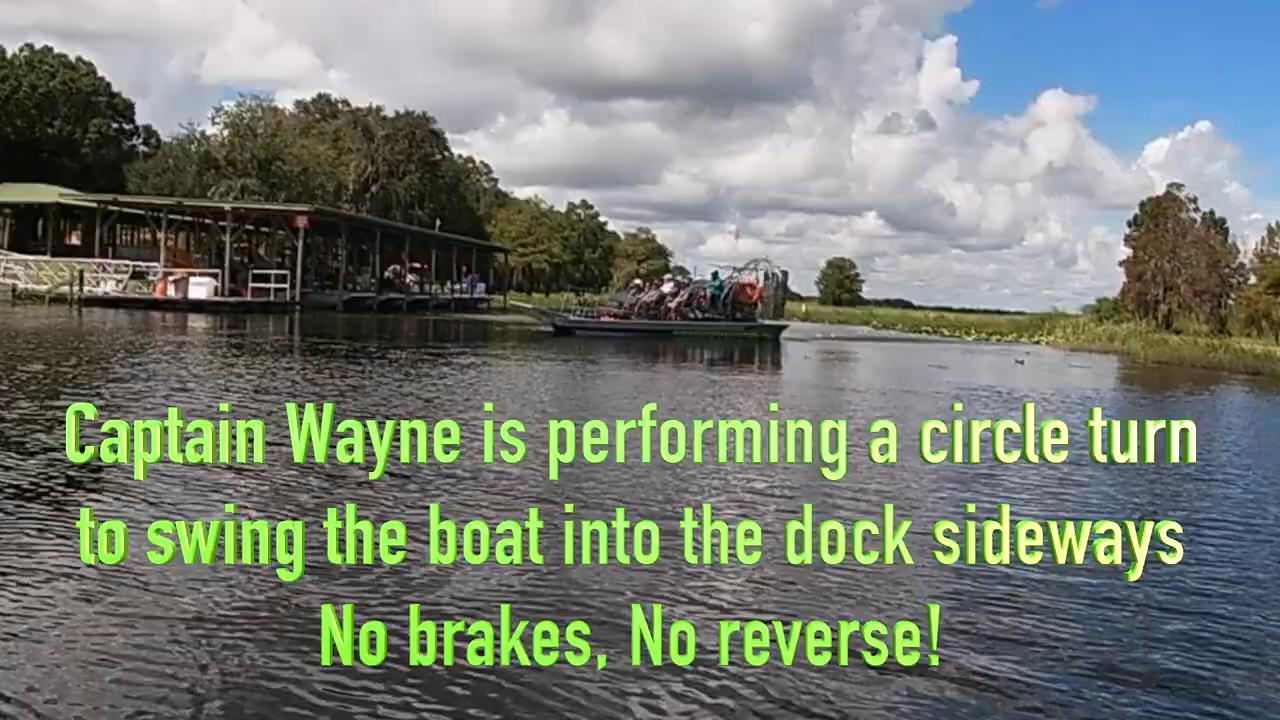 Captain Wayne is performing a circle turn
to swing the boat into the dock sideways
No brakes, No reverse!